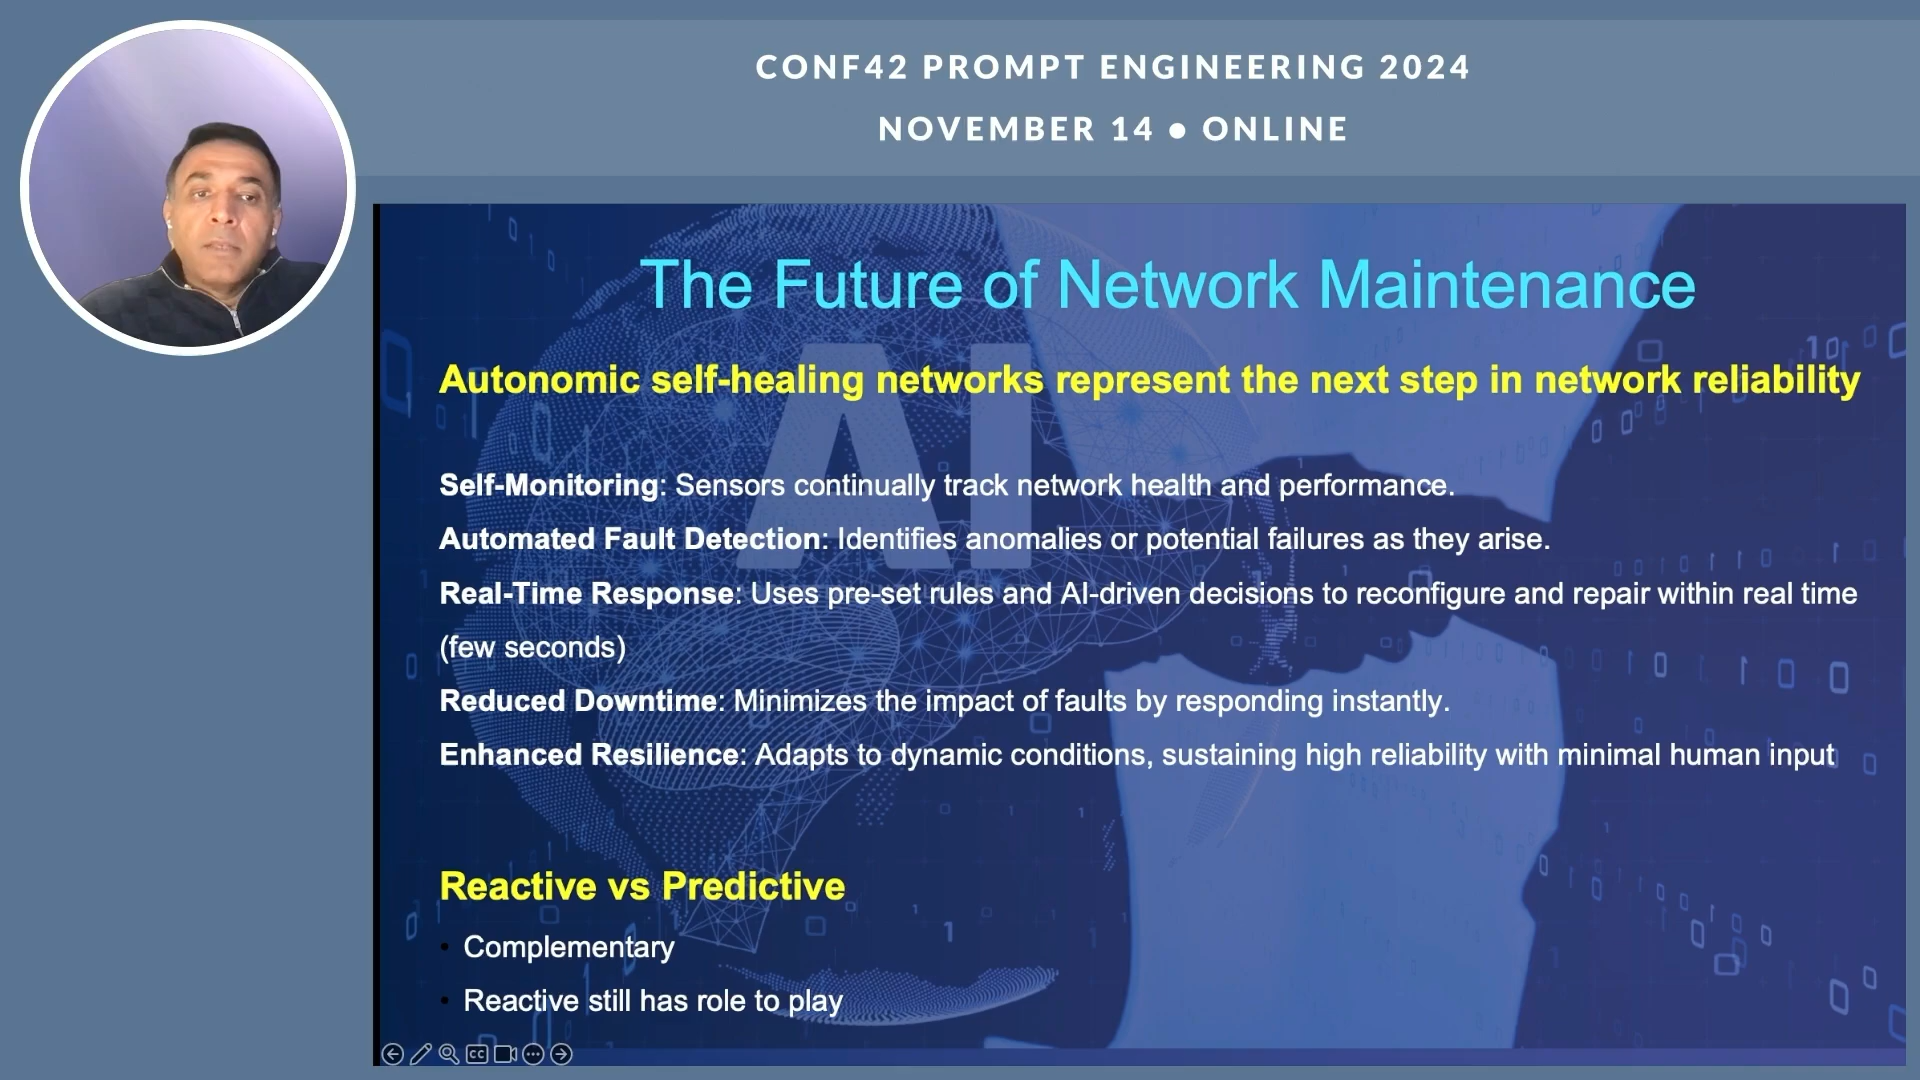 CONF42 PROMPT ENGINEERING 2024
NOVEMBER 14 ● ONLINE
The Future of Network Maintenance
AI
Autonomic self-healing networks represent the next step in network reliability
Self-Monitoring: Sensors continually track network health and performance.
Automated Fault Detection: Identifies anomalies or potential failures as they arise.
Real-Time Response: Uses pre-set rules and AI-driven decisions to reconfigure and repair within real time
(few seconds)
Reduced Downtime: Minimizes the impact of faults by responding instantly.
Enhanced Resilience: Adapts to dynamic conditions, sustaining high reliability with minimal human input
Reactive vs Predictive
• Complementary
• Reactive still has role to play
CC